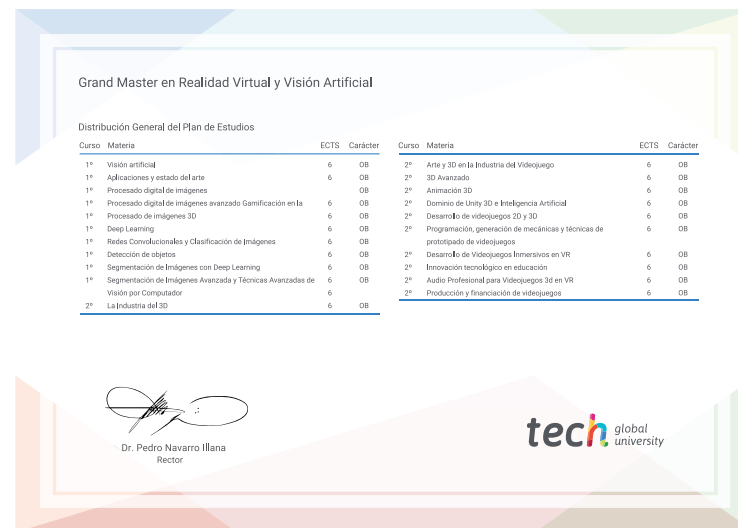 Grand Master en Realidad Virtual y Visión Artificial
Distribución General del Plan de Estudios
Curso Materia ECTS Carácter
1º Visión artificial 6 OB
1º Aplicaciones y estado del arte 6 OB
1º Procesado digital de imágenes OB
1º Procesado digital de imágenes avanzado Gamificación en la 6 OB
1º Procesado de imágenes 3D 6 OB
1º Deep Learning 6 OB
1º Redes Convolucionales y Clasificación de Imágenes 6 OB
1º Detección de objetos 6 OB
1º Segmentación de Imágenes con Deep Learning 6 OB
1º Segmentación de Imágenes Avanzada y Técnicas Avanzadas de 6 OB
Visión por Computador 6
2º La Industria del 3D 6 OB
Curso Materia ECTS Carácter
2º Arte y 3D en la Industria del Videojuego 6 OB
2º 3D Avanzado 6 OB
2º Animación 3D 6 OB
2º Dominio de Unity 3D e Inteligencia Artificial 6 OB
2º Desarrollo de videojuegos 2D y 3D 6 OB
2º Programación, generación de mecánicas y técnicas de 6 OB
prototipado de videojuegos
2º Desarrollo de Videojuegos Inmersivos en VR 6 OB
2º Innovación tecnológico en educación 6 OB
2º Audio Profesional para Videojuegos 3d en VR 6 OB
2º Producción y financiación de videojuegos 6 OB
Dr. Pedro Navarro Illana
Rector
tech global
university